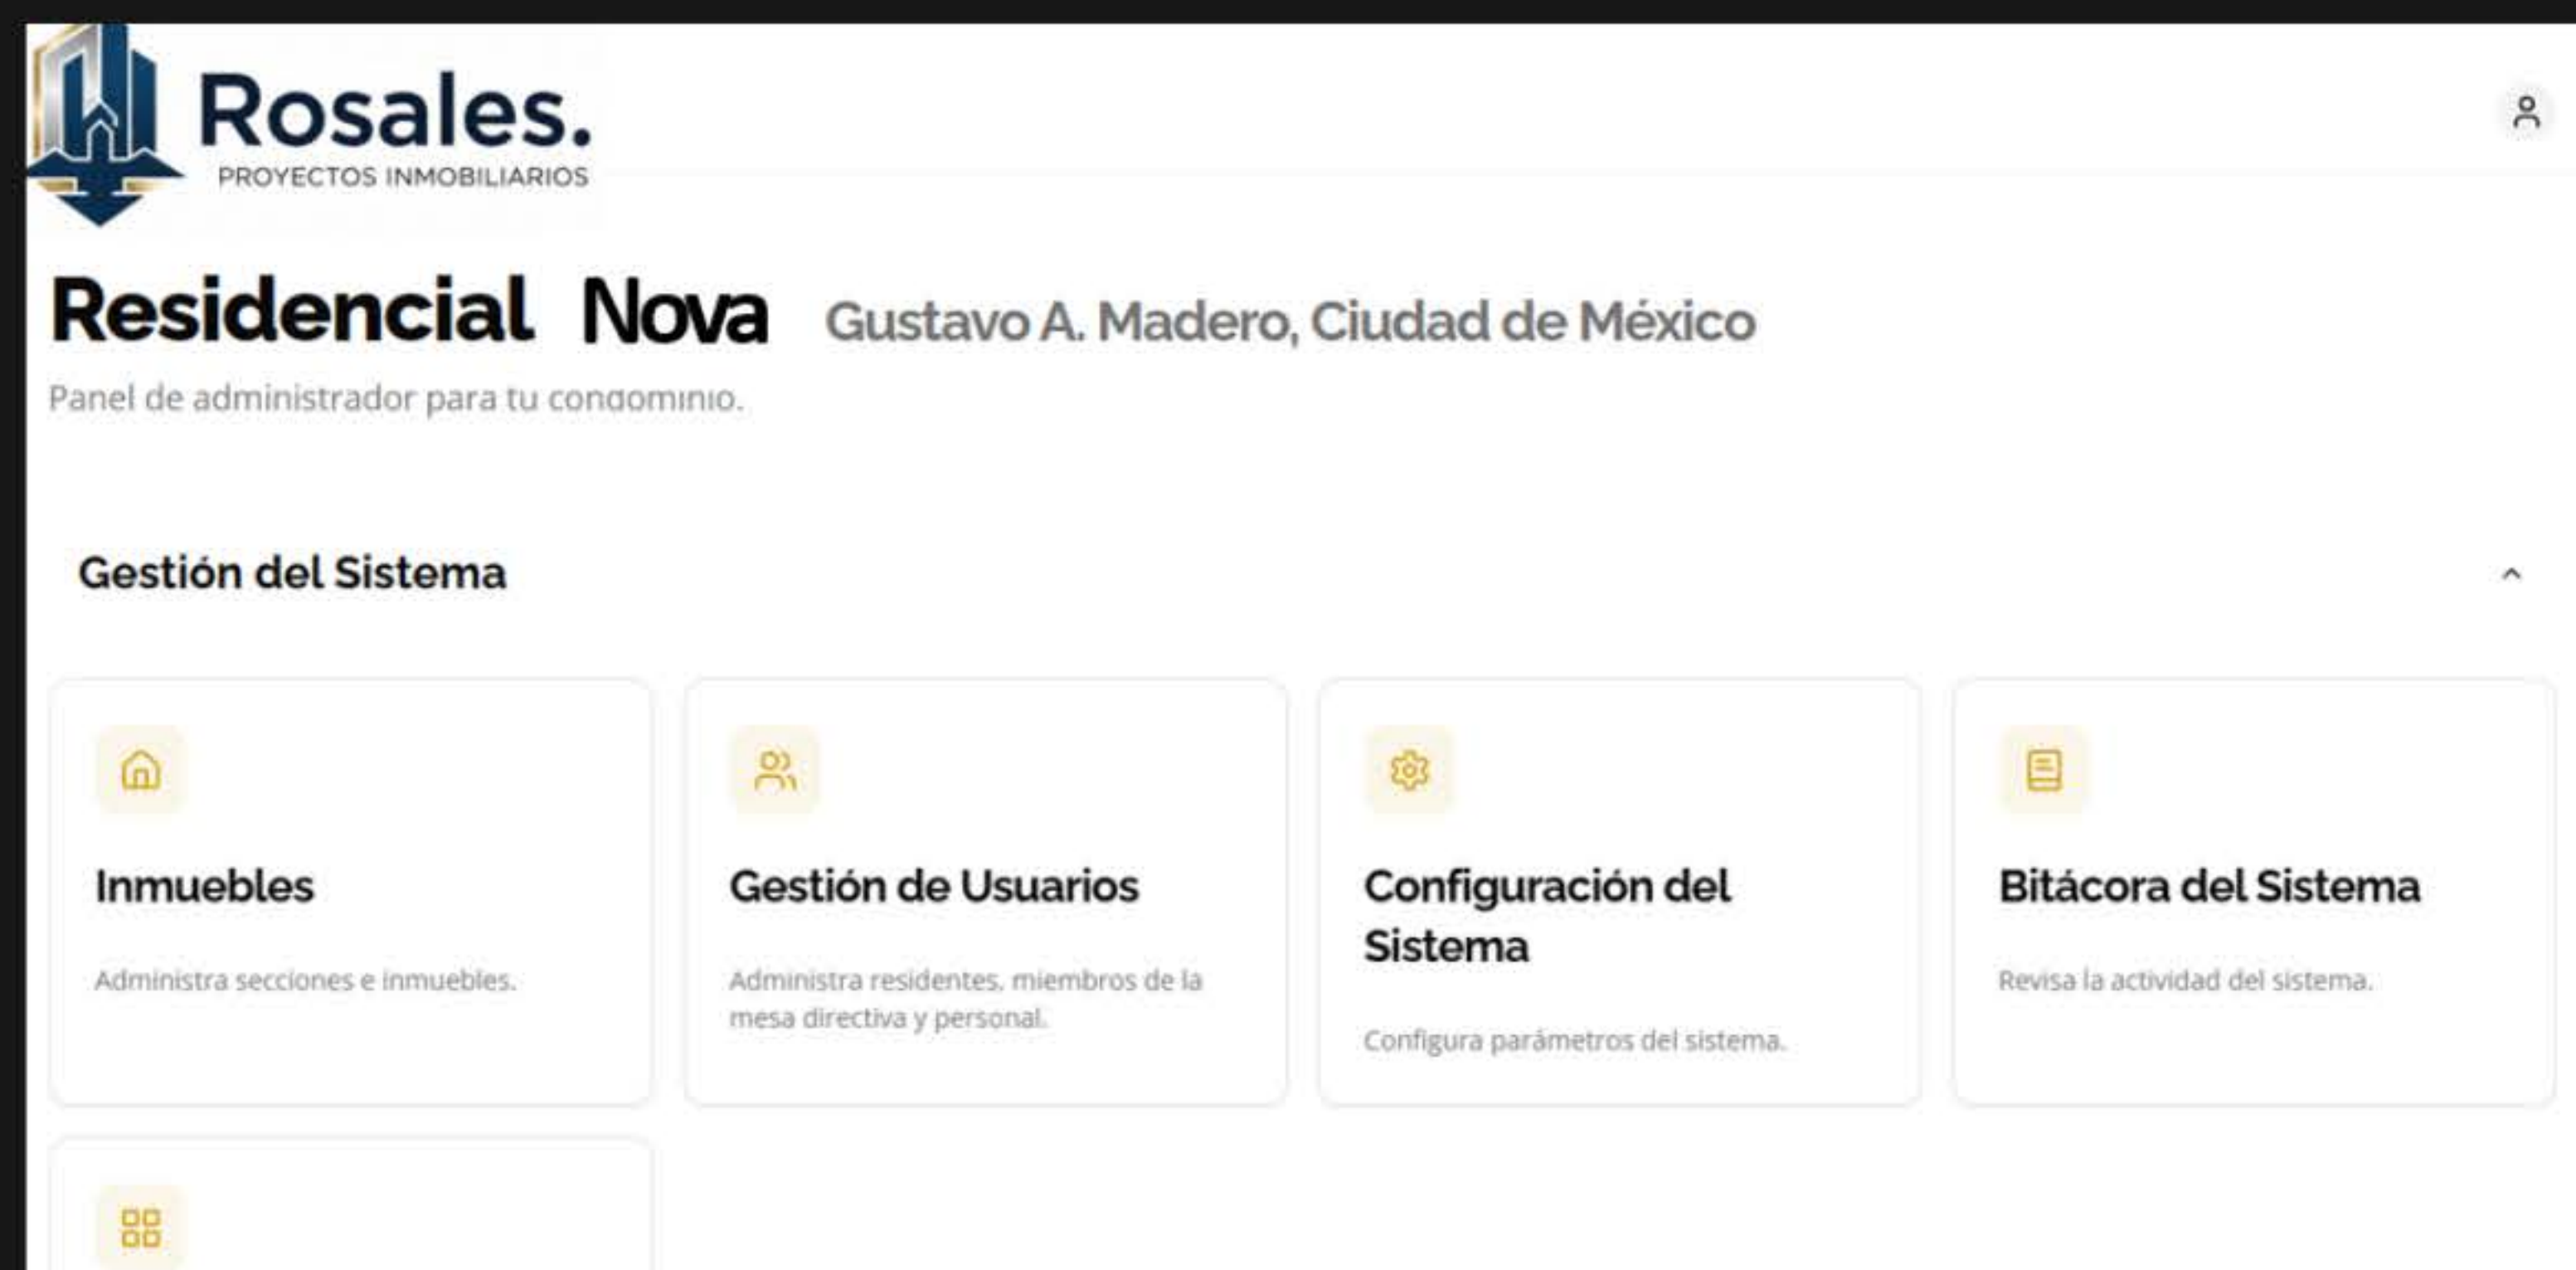 Rosales.
PROYECTOS INMOBILIARIOS
Residencial Nova Gustavo A. Madero, Ciudad de México
Panel de administrador para tu condominio.
Gestión del Sistema
Inmuebles
Administra secciones e inmuebles.
Gestión de Usuarios
Administra residentes, miembros de la
mesa directiva y personal.
Configuración del
Sistema
Configura parámetros del sistema.
Bitácora del Sistema
Revisa la actividad del sistema.